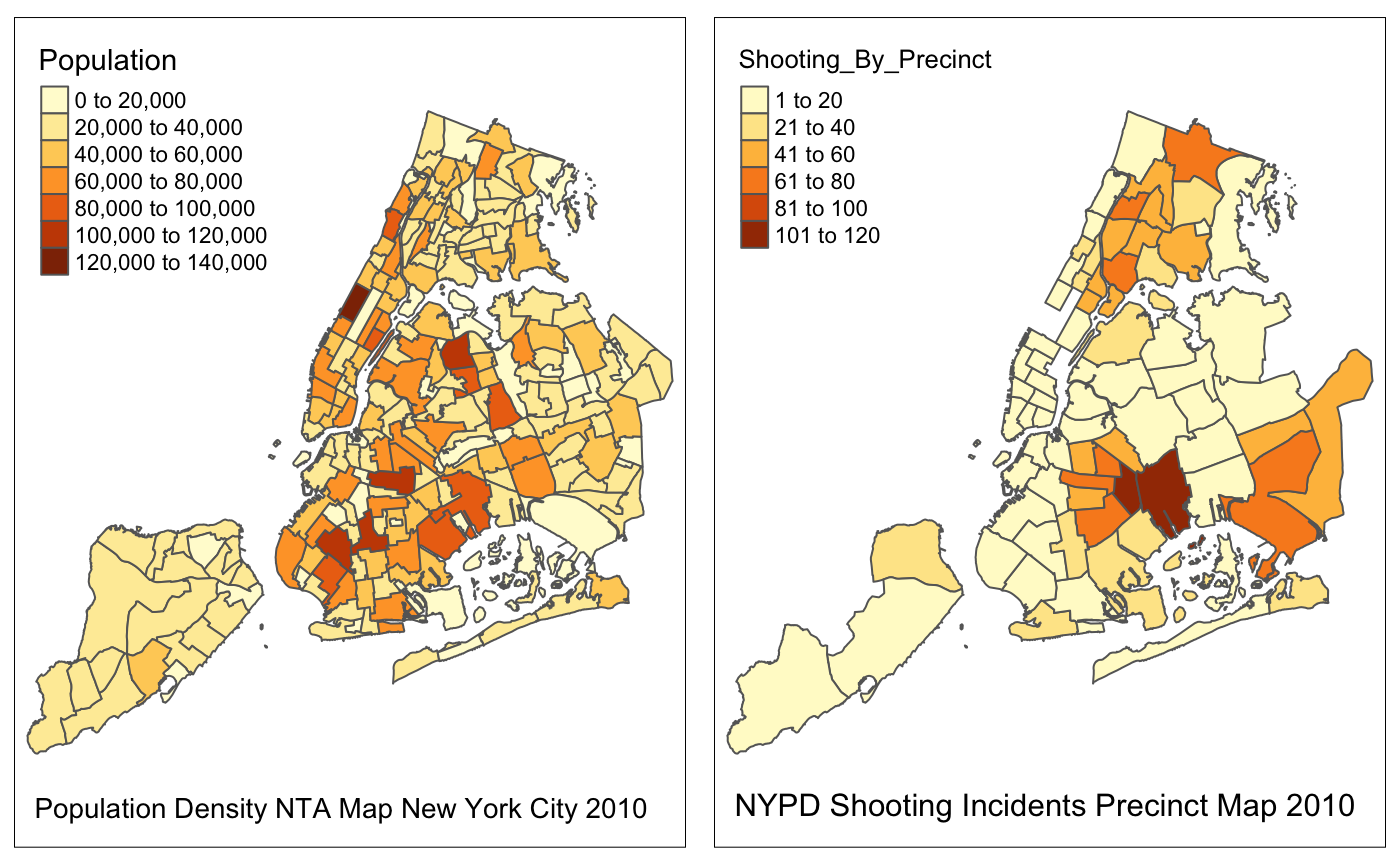 Population
0 to 20,000
20,000 to 40,000
40,000 to 60,000
60,000 to 80,000
80,000 to 100,000
100,000 to 120,000
120,000 to 140,000
Population Density NTA Map New York City 2010
Shooting_By_Precinct
1 to 20
21 to 40
41 to 60
61 to 80
81 to 100
101 to 120
NYPD Shooting Incidents Precinct Map 2010